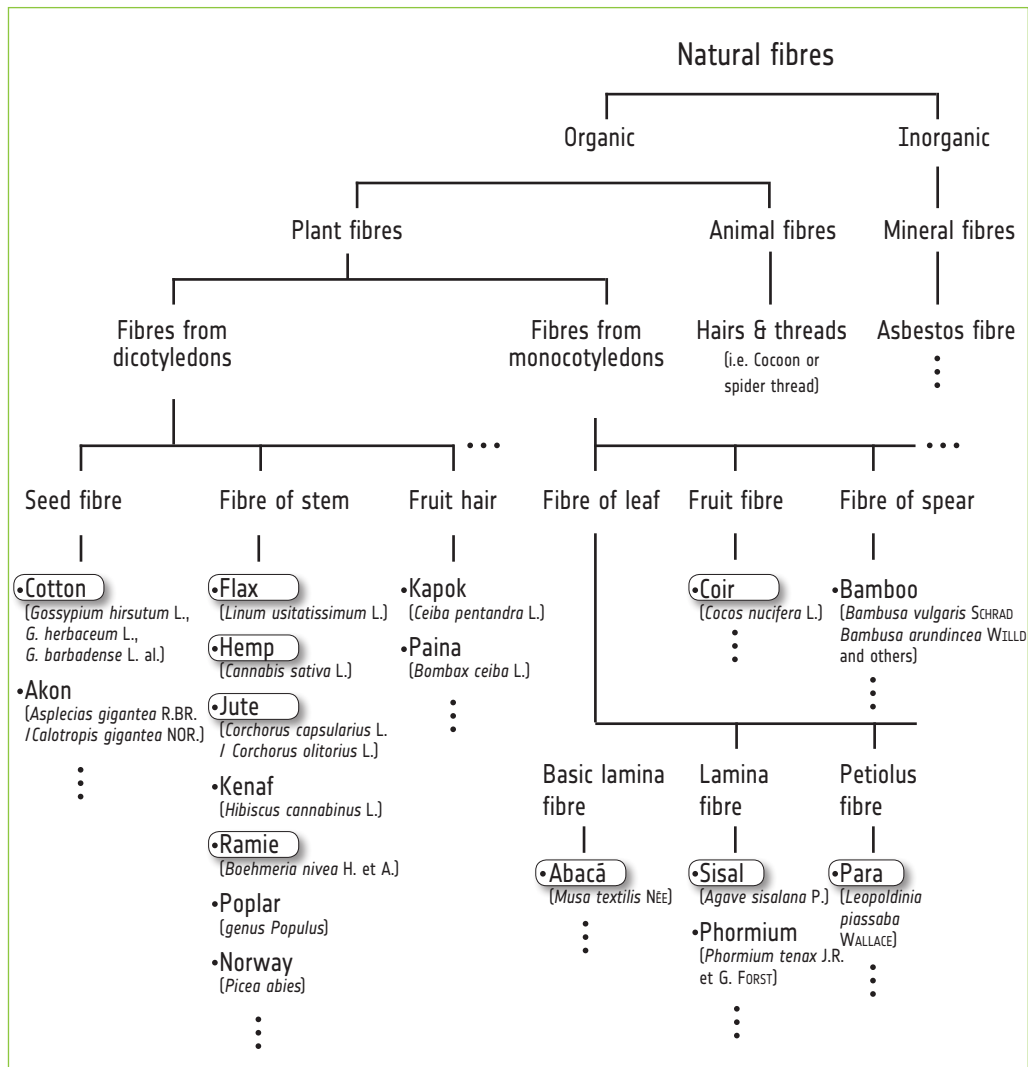 Natural fibres
Organic
Inorganic
Plant fibres
Animal fibres
Mineral fibres
Fibres from
dicotyledons
Fibres from
monocotyledons
Hairs & threads
(i.e. Cocoon or
spider thread)
Asbestos fibre
Seed fibre
Fibre of stem
Fruit hair
Fibre of leaf
Fruit fibre
Fibre of spear
•Cotton
(Gossypium hirsutum L.,
G. herbaceum L.,
G. barbadense L. al.)
•Akon
(Asplecias gigantea R.BR.
/Calotropis gigantea NOR.)
•Flax
(Linum usitatissimum L.)
•Hemp
(Cannabis sativa L.)
•Jute
(Corchorus capsularius L.
/ Corchorus olitorius L.)
•Kenaf
(Hibiscus cannabinus L.)
•Ramie
(Boehmeria nivea H. et A.)
•Poplar
(genus Populus)
•Norway
(Picea abies)
•Kapok
(Ceiba pentandra L.)
•Paina
(Bombax ceiba L.)
•Coir
(Cocos nucifera L.)
•Bamboo
(Bambusa vulgaris SCHRAD
Bambusa arundincea WILLD
and others)
Basic lamina
fibre
•Abacã
(Musa textilis NÉE)
Lamina
fibre
•Sisal
(Agave sisalana P.)
•Phormium
(Phormium tenax J.R.
et G. FORST)
Petiolus
fibre
•Para
(Leopoldinia
piassaba
WALLACE)